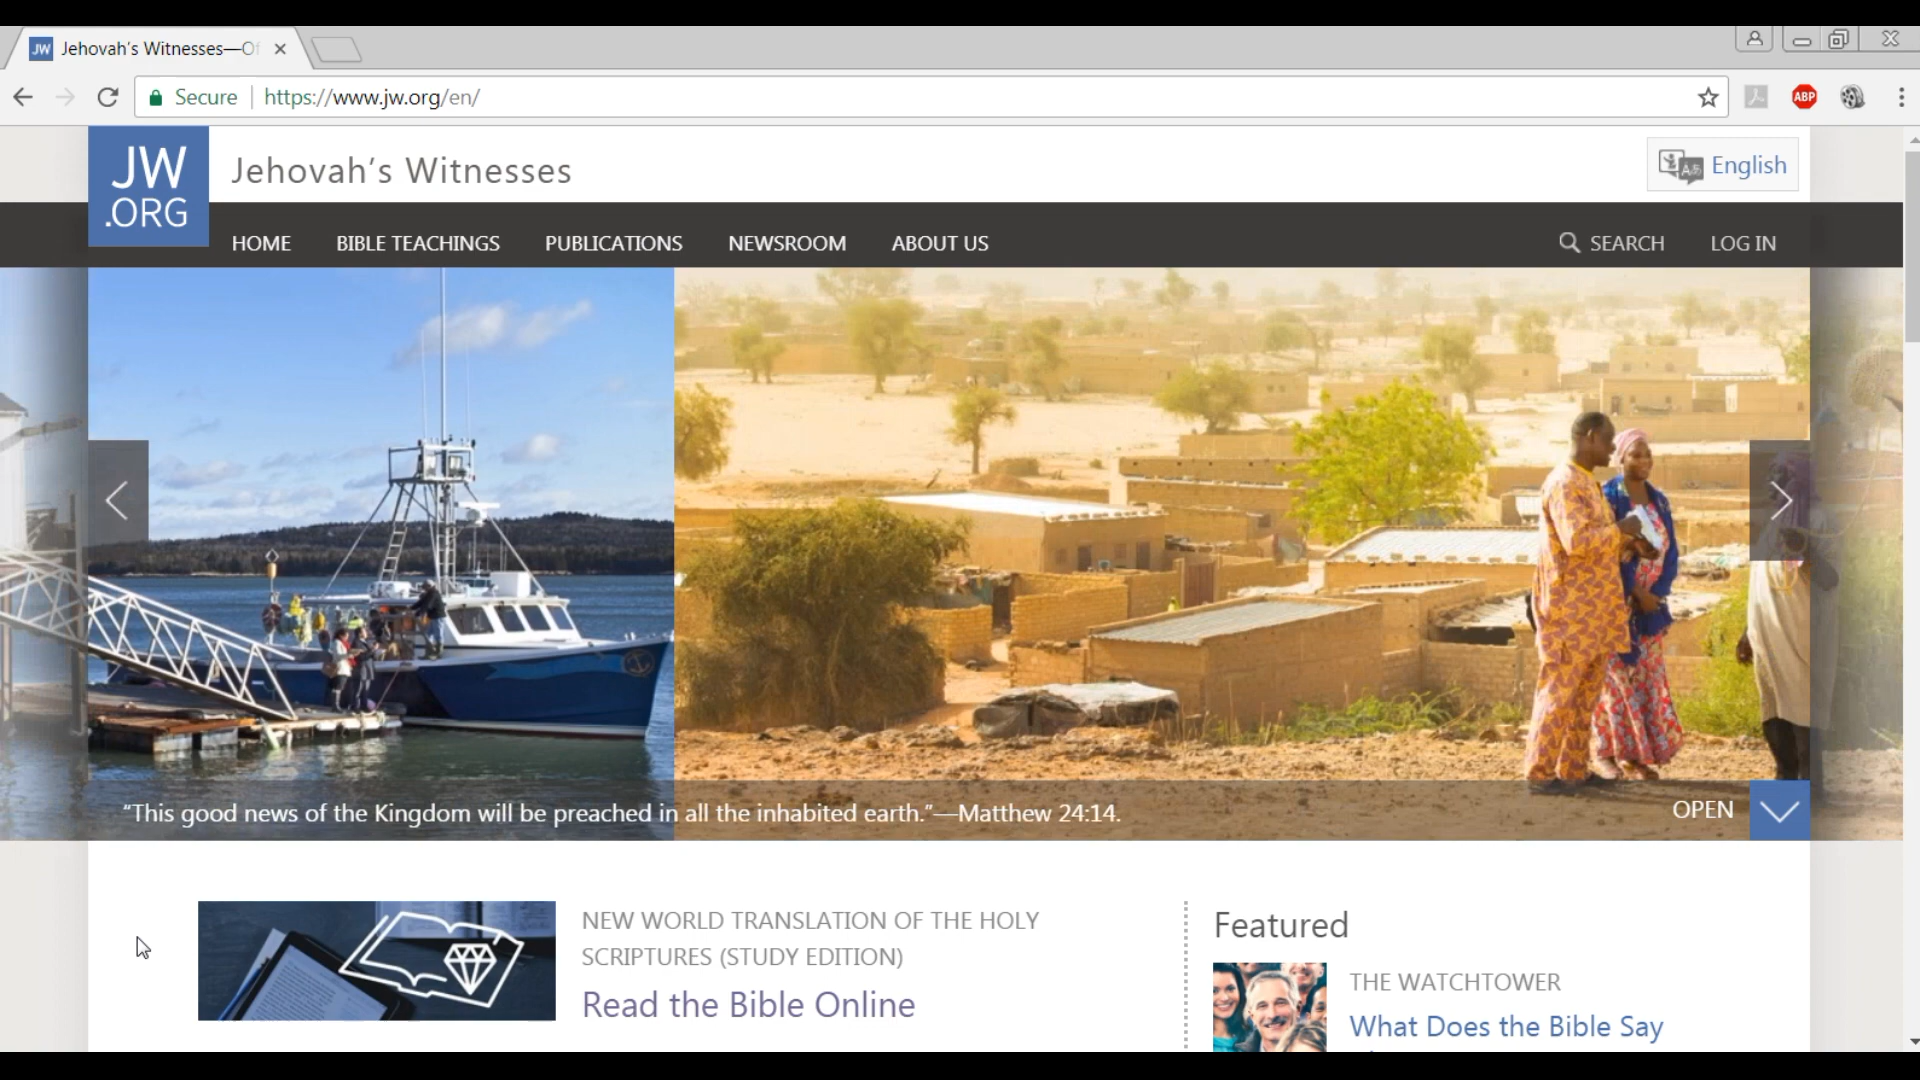 JW Jehovah's Witnesses—Of
Secure https://www.jw.org/en/
ABP
JW
.ORG
Jehovah's Witnesses
English
HOME BIBLE TEACHINGS PUBLICATIONS NEWSROOM ABOUT US SEARCH LOG IN
“This good news of the Kingdom will be preached in all the inhabited earth.”—Matthew 24:14.
OPEN
NEW WORLD TRANSLATION OF THE HOLY
SCRIPTURES (STUDY EDITION)
Read the Bible Online
Featured
THE WATCHTOWER
What Does the Bible Say